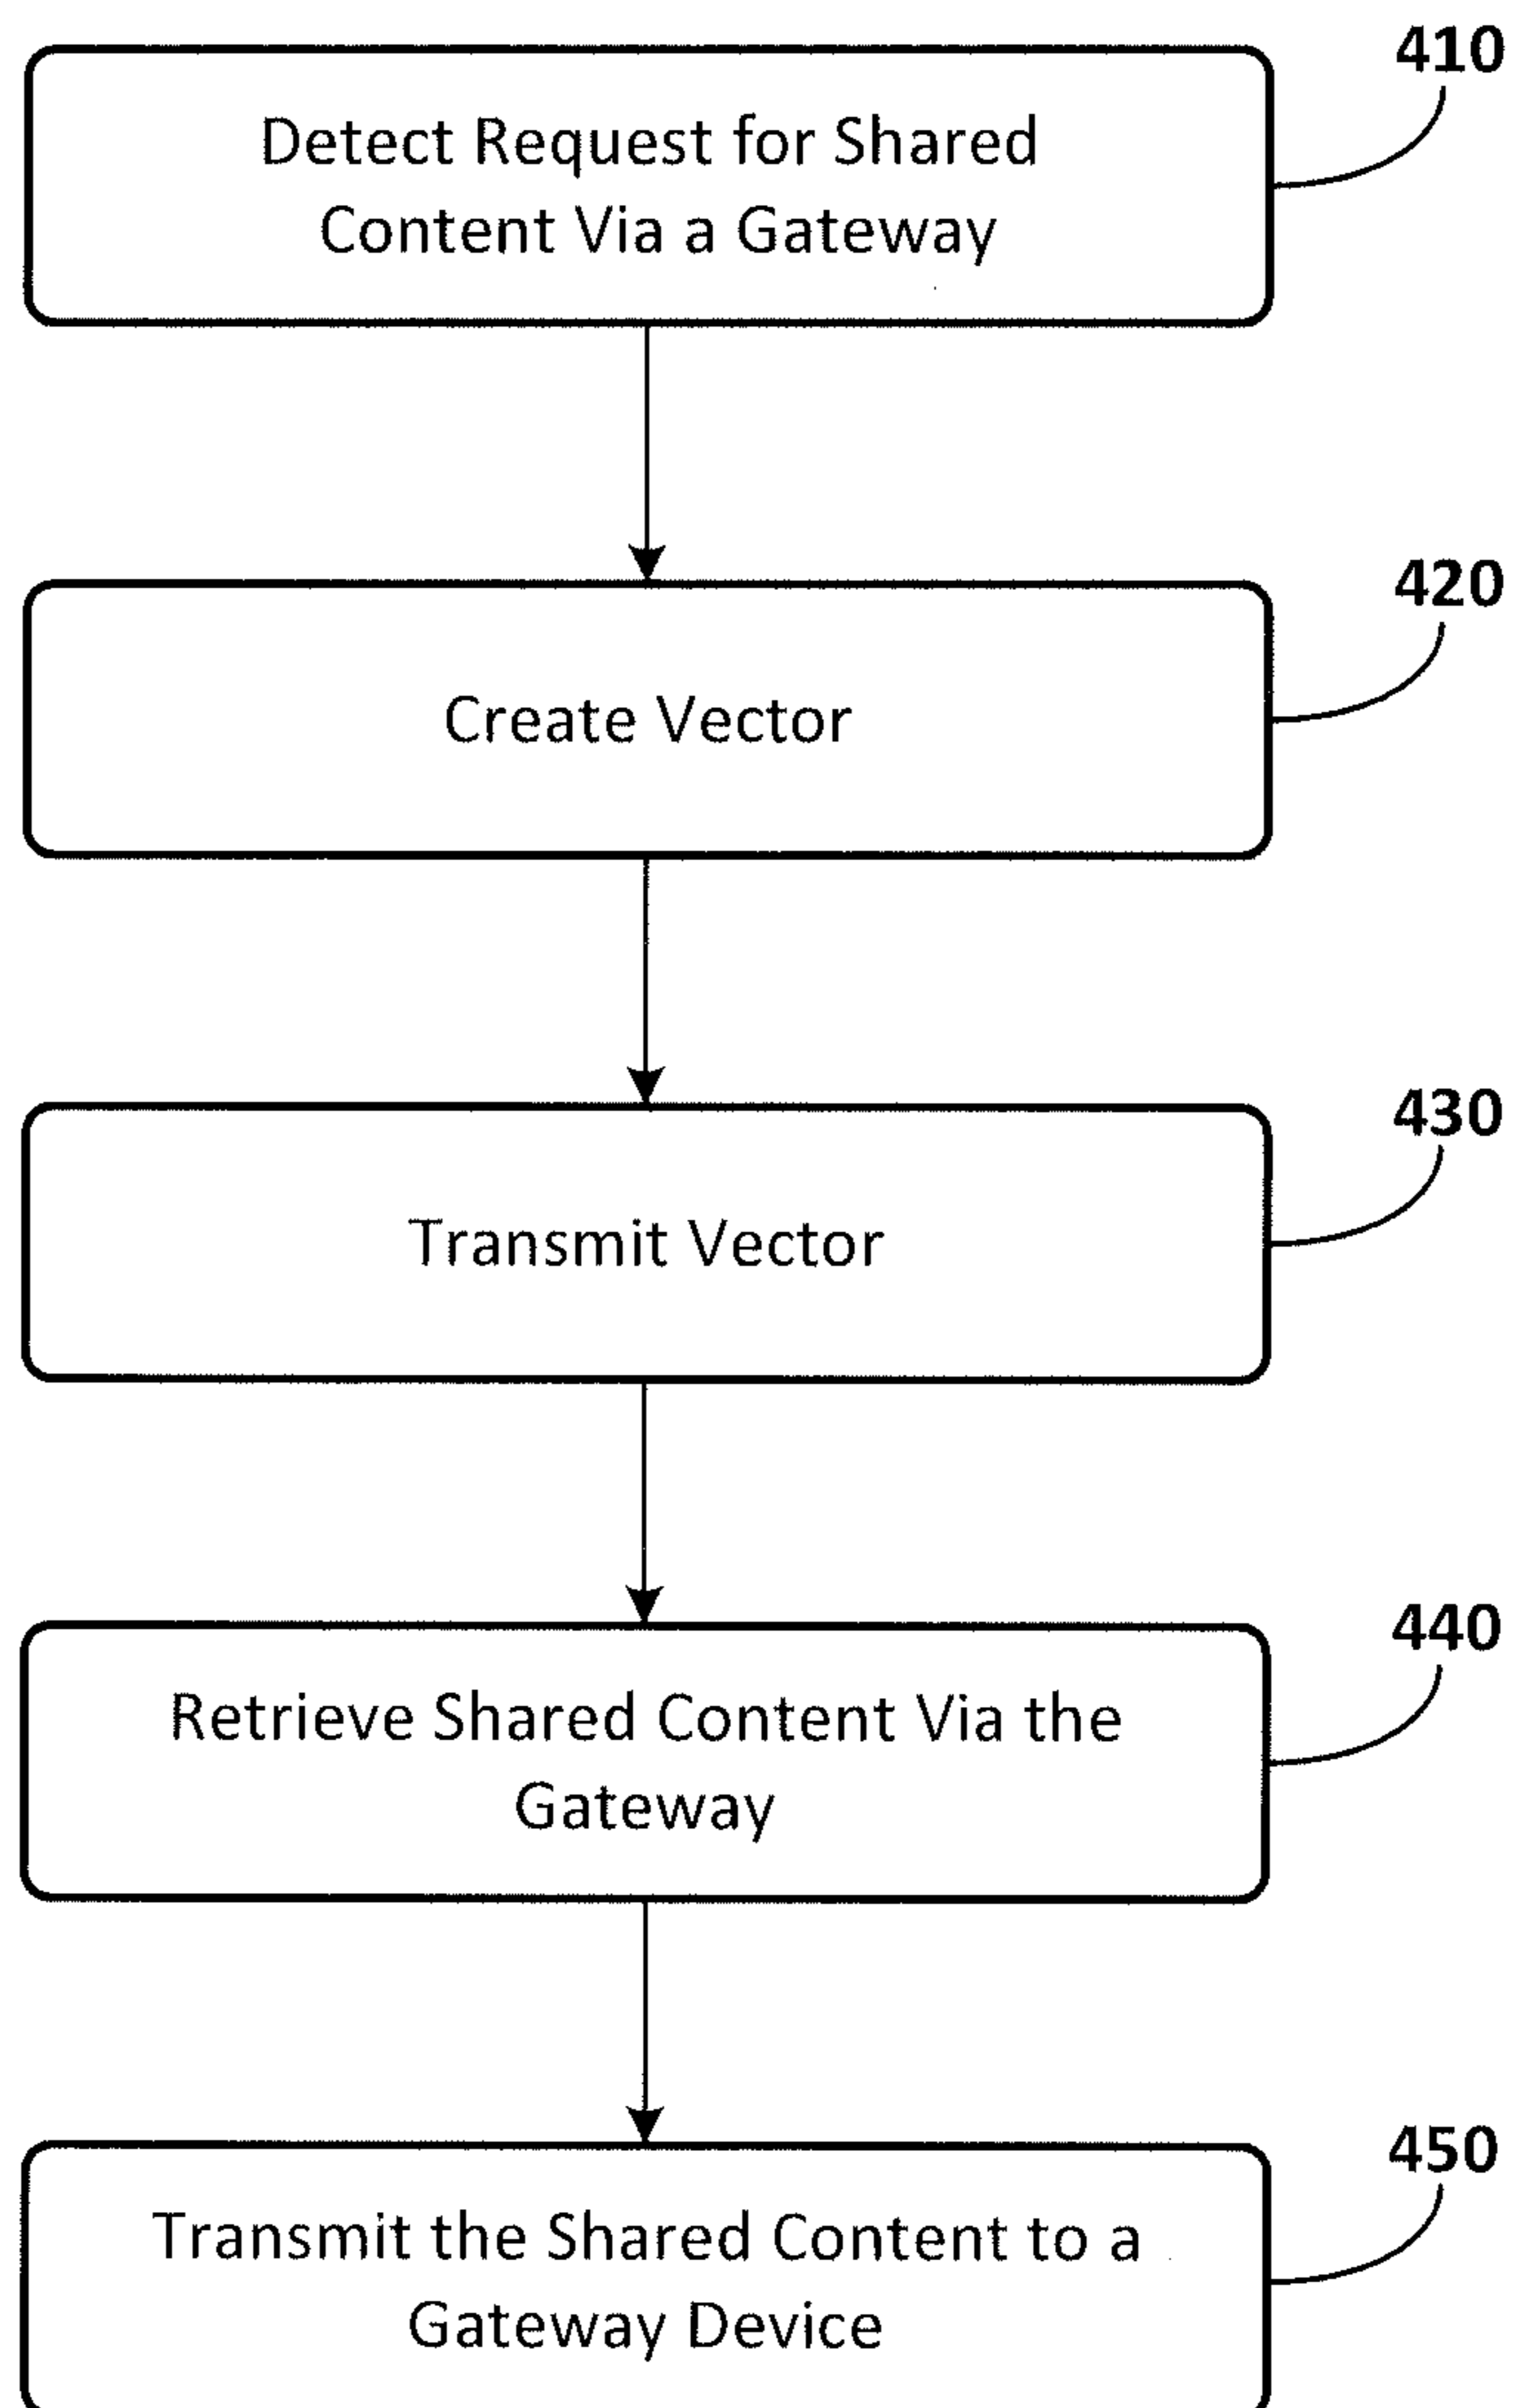 410
Detect Request for Shared
Content Via a Gateway
420
Create Vector
430
Transmit Vector
440
Retrieve Shared Content Via the
Gateway
450
Transmit the Shared Content to a
Gateway Device